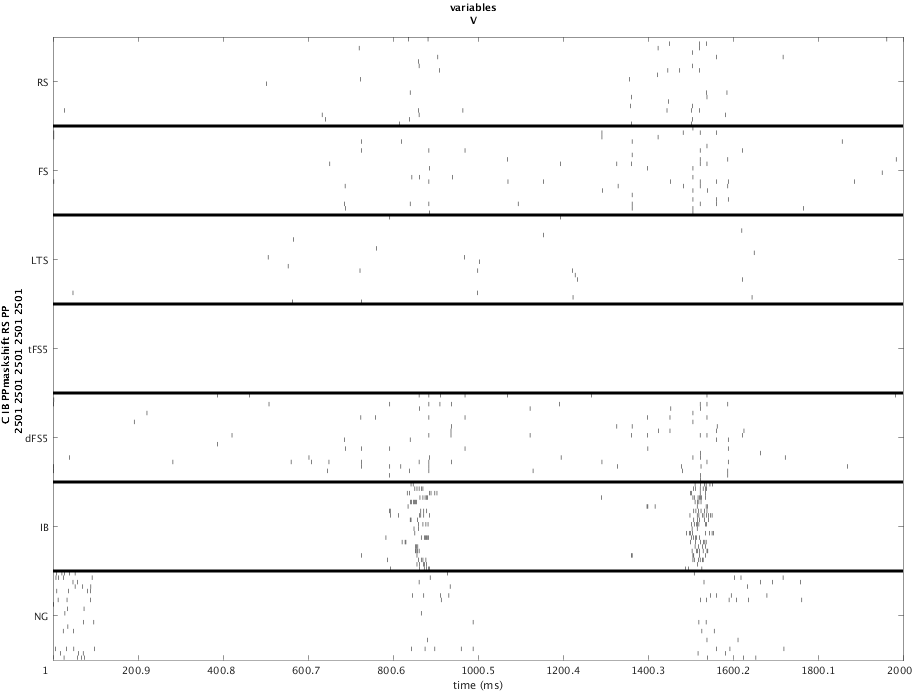 variables
V
RS
FS
LTS
tFS5
dFS5
IB
NG
C IB PPmaskshift RS PP
2501 2501 2501 2501 2501
1 200.9 400.8 600.7 800.6 1000.5 1200.4 1400.3 1600.2 1800.1 2000
time (ms)